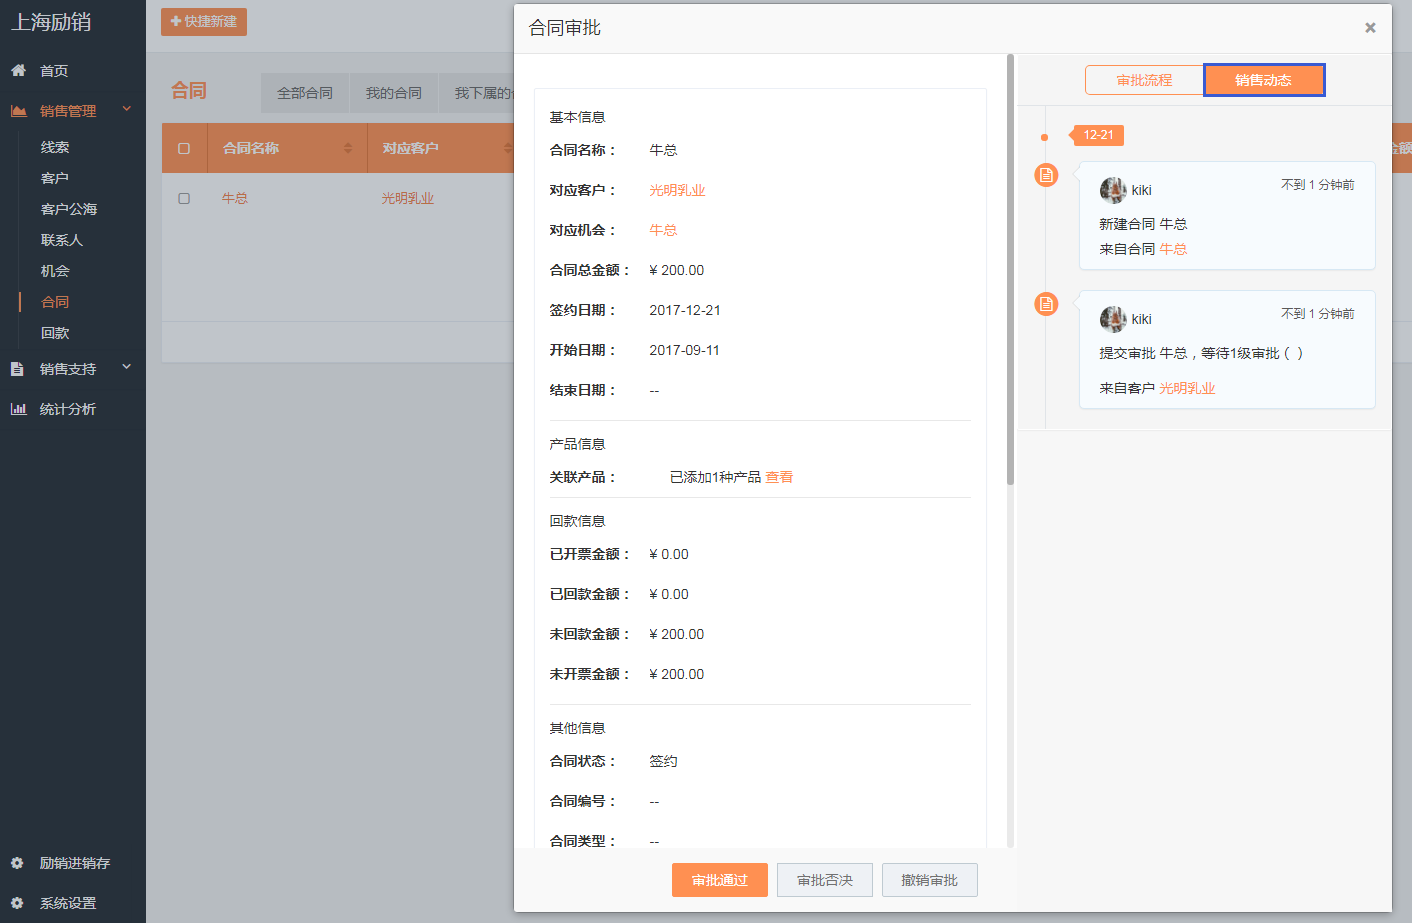 上海励销
首页
销售管理
线索
客户
客户公海
联系人
机会
合同
回款
销售支持
统计分析
励销进销存
系统设置
快捷新建
合同
全部合同
我的合同
我下属的
合同名称
对应客户
牛总
光明乳业
合同审批
×
基本信息
合同名称： 牛总
对应客户： 光明乳业
对应机会： 牛总
合同总金额： ¥ 200.00
签约日期： 2017-12-21
开始日期： 2017-09-11
结束日期： --
产品信息
关联产品： 已添加1种产品 查看
回款信息
已开票金额： ¥ 0.00
已回款金额： ¥ 0.00
未回款金额： ¥ 200.00
未开票金额： ¥ 200.00
其他信息
合同状态： 签约
合同编号： --
合同类型： --
审批通过
审批否决
撤销审批
审批流程
销售动态
12-21
kiki
不到 1 分钟前
新建合同 牛总
来自合同 牛总
kiki
不到 1 分钟前
提交审批 牛总，等待1级审批（ ）
来自客户 光明乳业